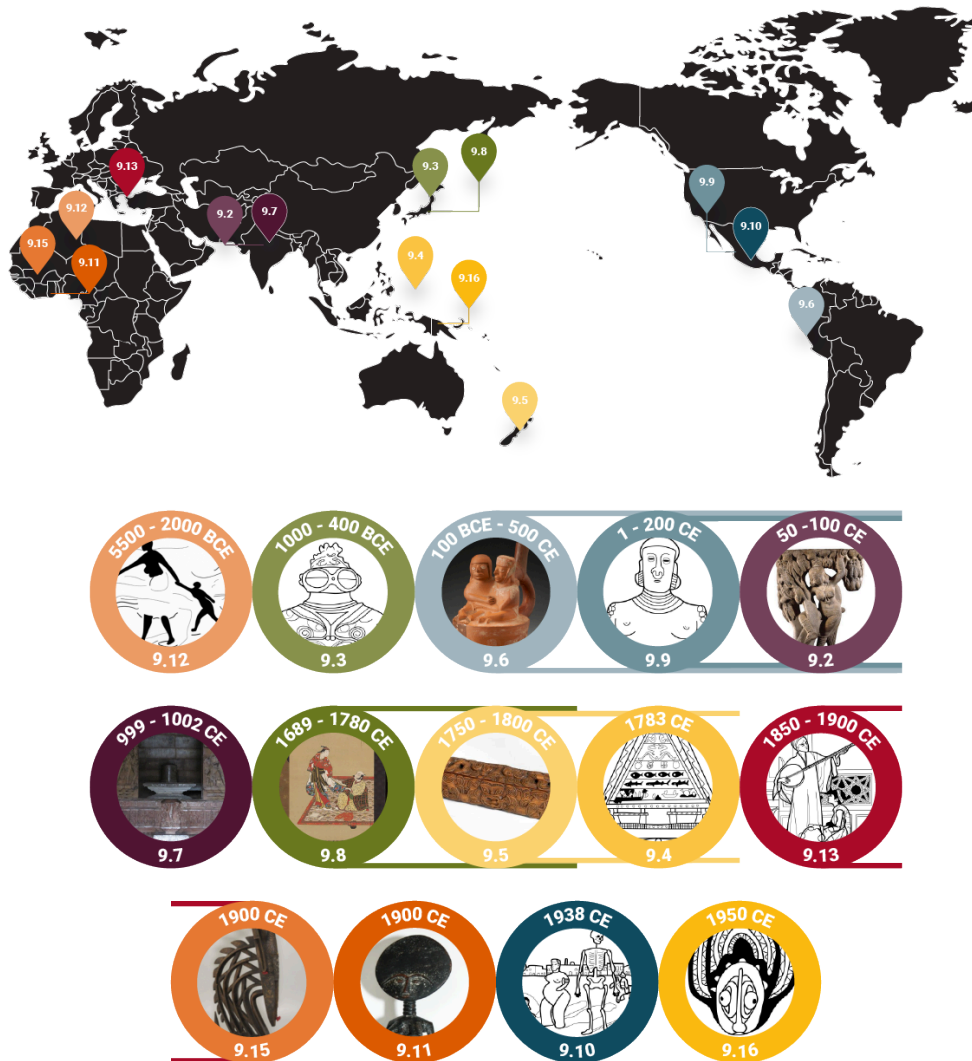 9.8
9.13
9.3
9.9
9.12
9.2
9.7
9.10
9.15
9.11
9.4
9.16
9.6
9.5
5500 - 2000 BCE
9.12
1000 - 400 BCE
9.3
100 BCE - 500 CE
9.6
1 - 200 CE
9.9
50 -100 CE
9.2
999 - 1002 CE
9.7
1689 - 1780 CE
9.8
1750 - 1800 CE
9.5
1783 CE
9.4
1850 - 1900 CE
9.13
1900 CE
9.15
1900 CE
9.11
1938 CE
9.10
1950 CE
9.16